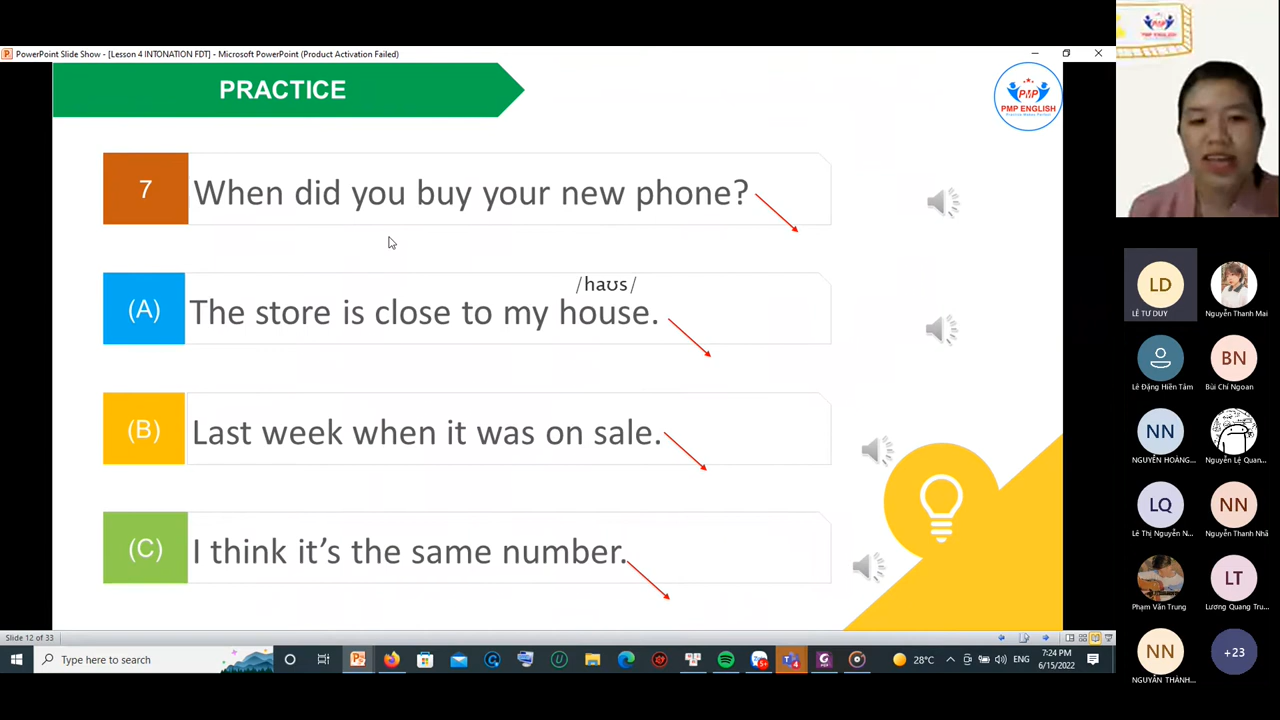 PowerPoint Slide Show - [Lesson 4 INTONATION FDT] - Microsoft PowerPoint (Product Activation Failed)
PRACTICE
PMP
PMP ENGLISH
7
When did you buy your new phone?
/haʊs/
(A)
The store is close to my house.
(B)
Last week when it was on sale.
(C)
I think it's the same number.
LD
LÊ TƯ DUY
Nguyễn Thanh Mai
Lê Đặng Hiền Tâm
BN
Bùi Chí Ngoan
NN
NGUYỄN HOÀNG...
Nguyễn Lệ Quan...
LQ
Lê Thị Nguyễn N...
NN
Nguyễn Thanh Nhã
Phạm Văn Trung
LT
Lương Quang Tru...
NN
NGUYỄN THÀNH...
+23
Slide 12 of 33
Type here to search
28°C
ENG
7:24 PM
6/15/2022